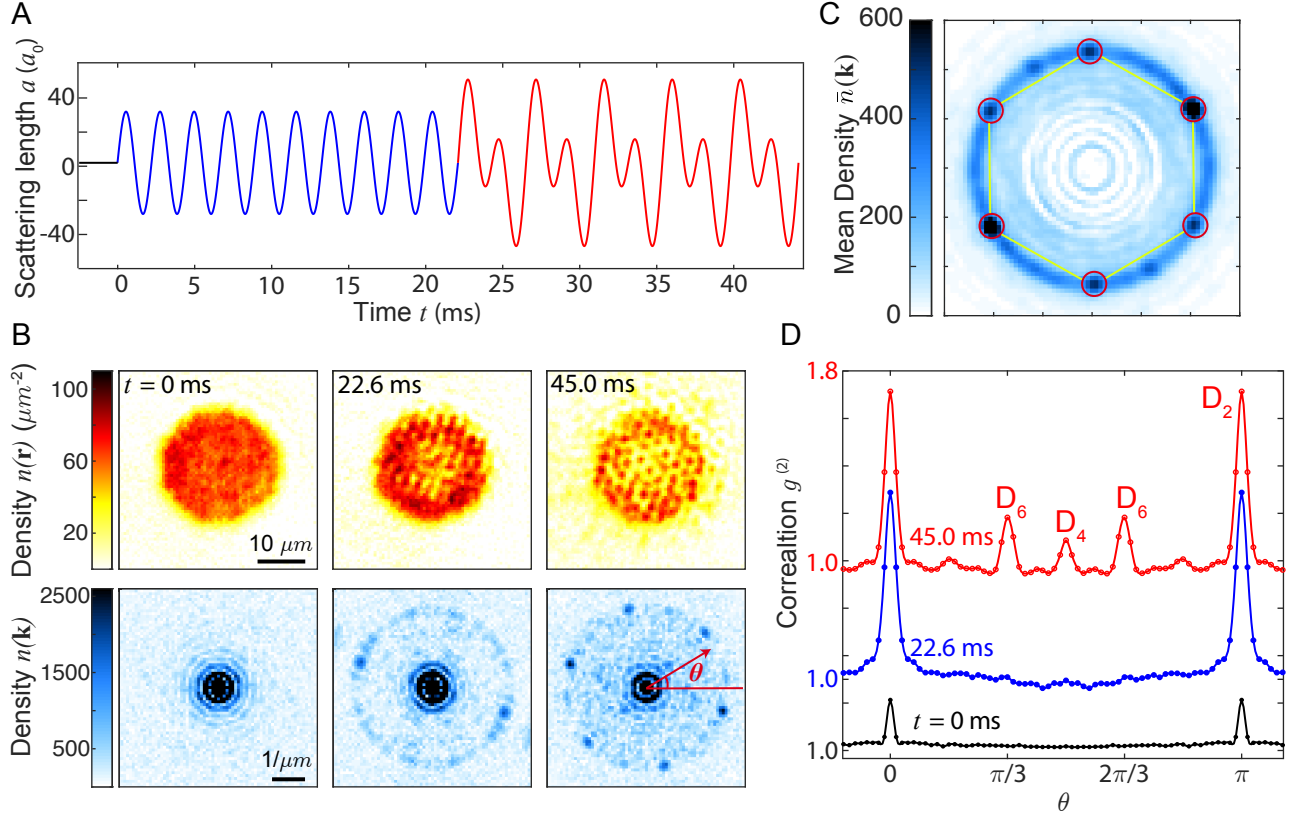 A
Scattering length a (a₀)
40
0
-40
0 5 10 15 20 25 30 35 40
Time t (ms)
B
Density n(r) (μm⁻²)
100
60
20
t = 0 ms
22.6 ms
45.0 ms
10 μm
Density n(k)
2500
1500
500
1/μm
θ
C
Mean Density n̄(k)
600
400
200
0
D
Correaltion g⁽²⁾
1.8
1.0
1.0
1.0
D₂
D₆
D₄
D₆
45.0 ms
22.6 ms
t = 0 ms
0 π/3 2π/3 π
θ